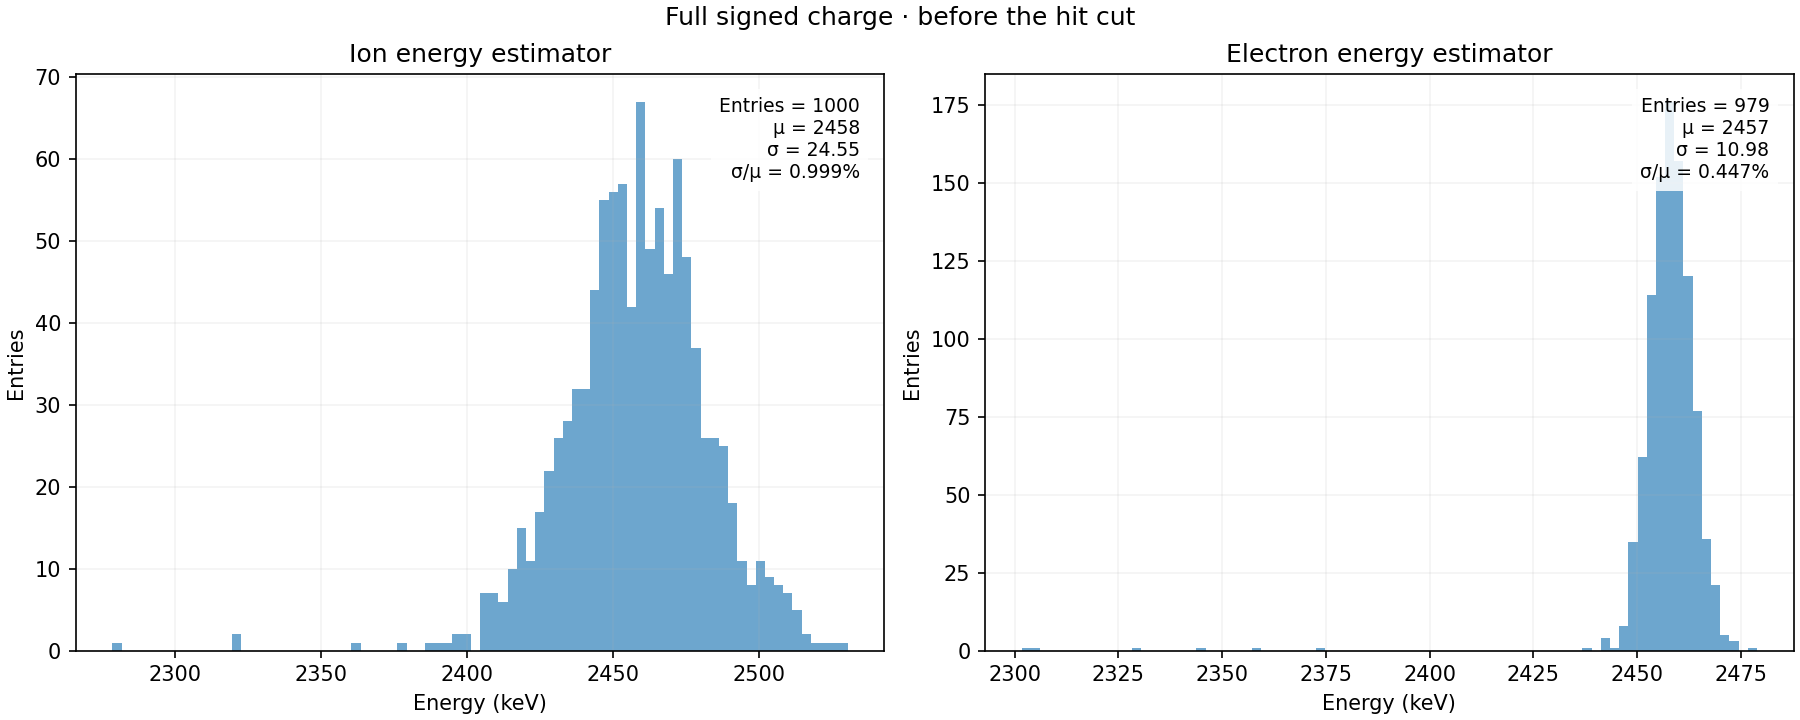 Full signed charge · before the hit cut
Ion energy estimator
70
60
50
40
30
20
10
0
Entries
Entries = 1000
μ = 2458
σ = 24.55
σ/μ = 0.999%
2300
2350
2400
2450
2500
Energy (keV)
Electron energy estimator
175
150
125
100
75
50
25
0
Entries
Entries = 979
μ = 2457
σ = 10.98
σ/μ = 0.447%
2300
2325
2350
2375
2400
2425
2450
2475
Energy (keV)